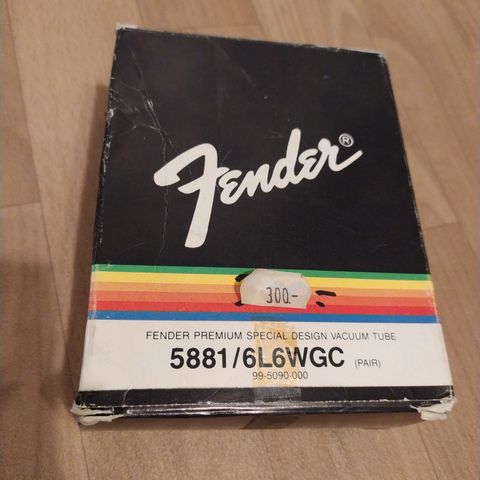 Fender®
300.-
FENDER PREMIUM SPECIAL DESIGN VACUUM TUBE
5881/6L6WGC (PAIR)
99-5090-000